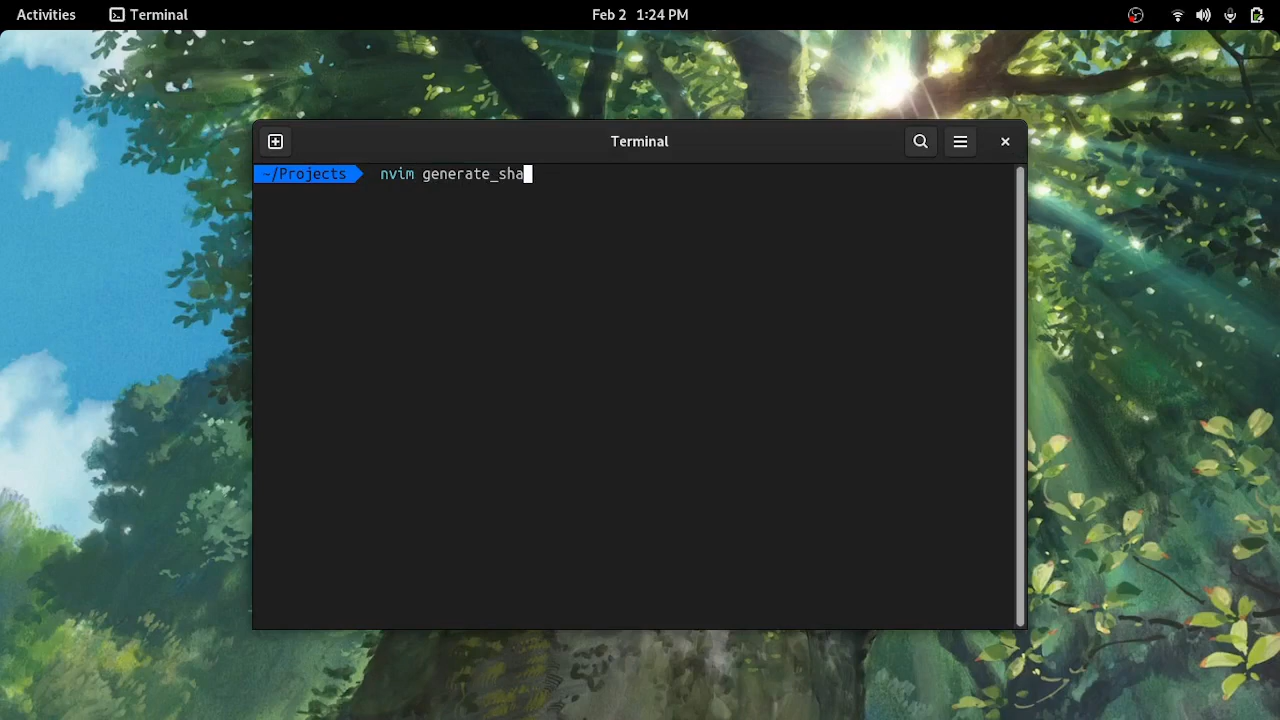 Activities Terminal Feb 2 1:24 PM
Terminal
~/Projects nvim generate_sha